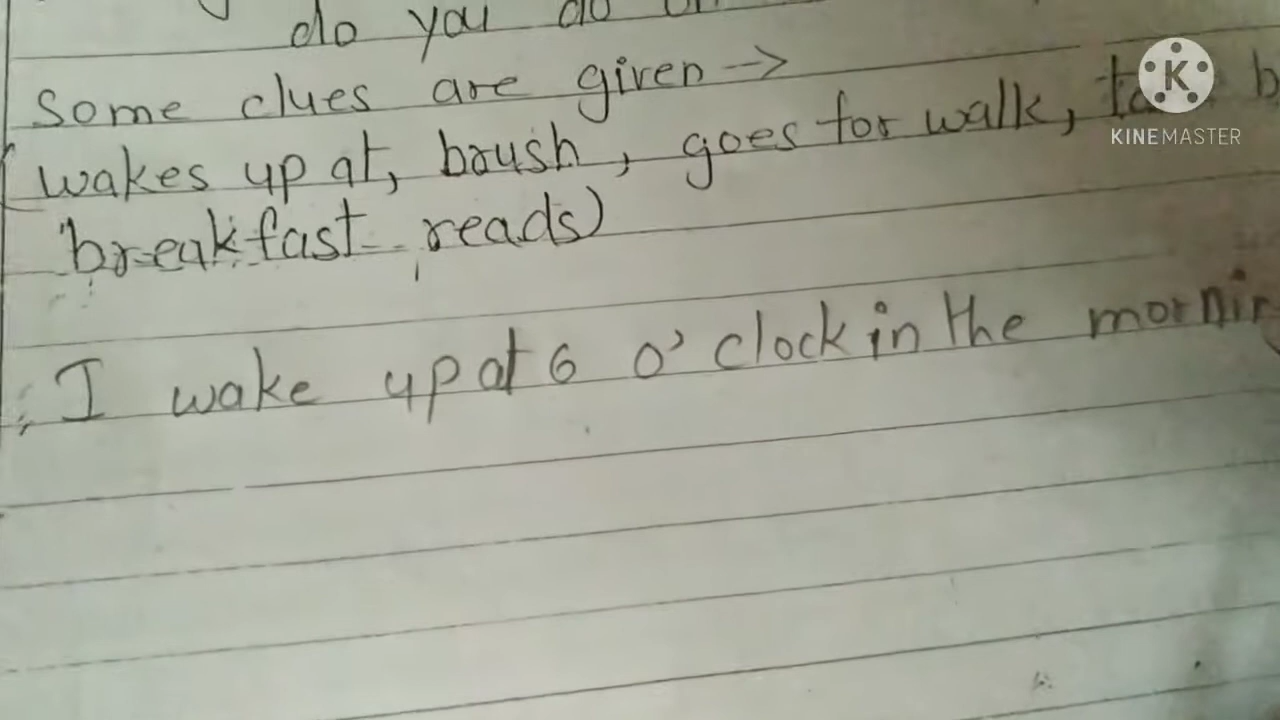 do you do
Some clues are given →
(wakes up at, brush, goes for walk,
breakfast, reads)
I wake up at 6 o'clock in the
KINEMASTER